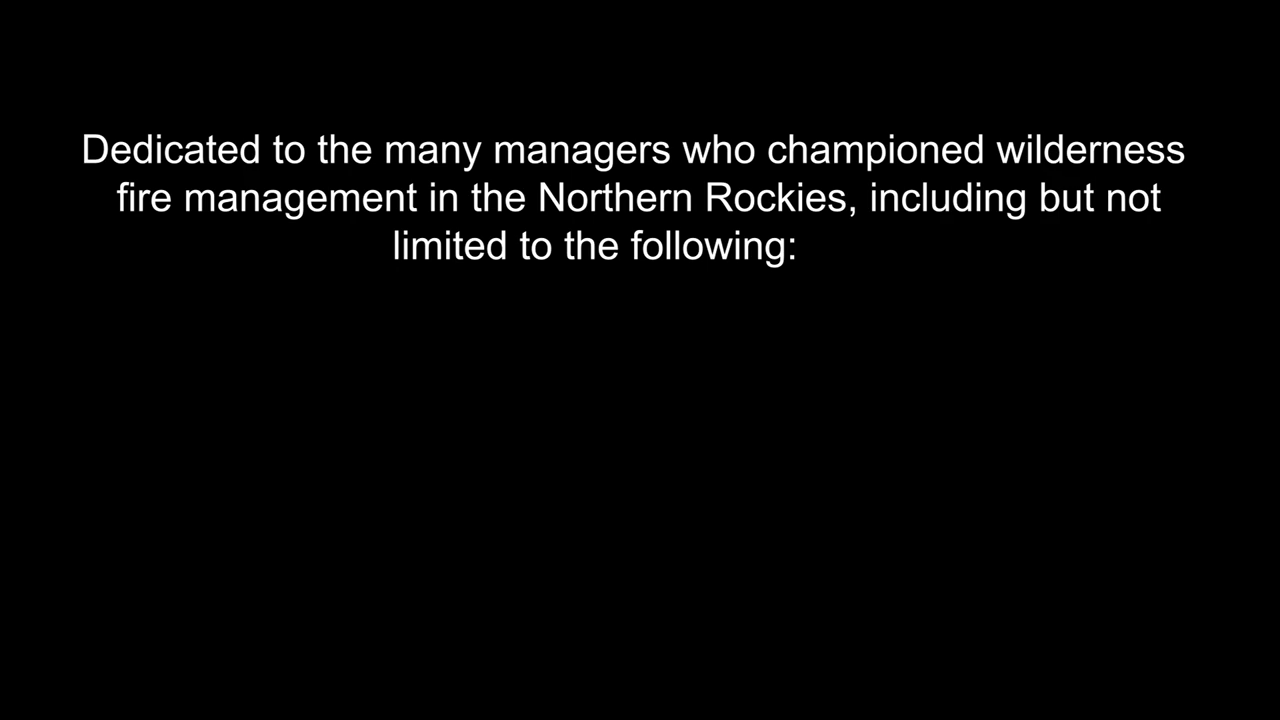 Dedicated to the many managers who championed wilderness
fire management in the Northern Rockies, including but not
limited to the following: